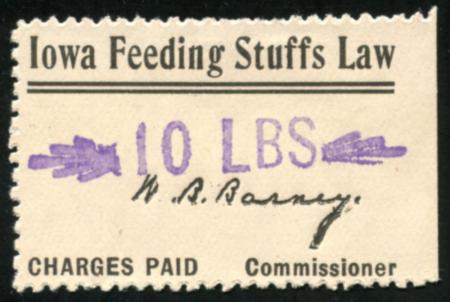 Iowa Feeding Stuffs Law
10 LBS
W. B. Barney.
CHARGES PAID Commissioner